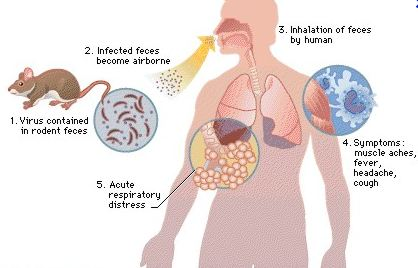 1. Virus contained
in rodent feces
2. Infected feces
become airborne
3. Inhalation of feces
by human
4. Symptoms:
muscle aches,
fever,
headache,
cough
5. Acute
respiratory
distress